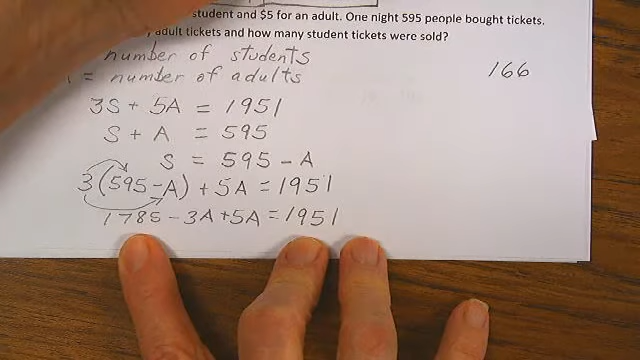 student and $5 for an adult. One night 595 people bought tickets.
adult tickets and how many student tickets were sold?
number of students
= number of adults
166
3S + 5A = 1951
S + A = 595
S = 595 - A
3(595 - A) + 5A = 1951
1785 - 3A + 5A = 1951